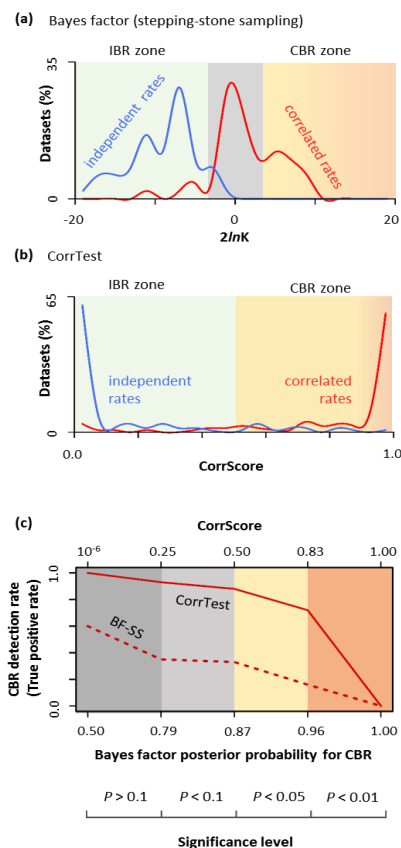 (a) Bayes factor (stepping-stone sampling)
IBR zone CBR zone
35
Datasets (%)
independent rates
correlated rates
0
-20 0 20
2lnK
(b) CorrTest
IBR zone CBR zone
65
Datasets (%)
independent rates
correlated rates
0
0.0 1.0
CorrScore
(c)
CorrScore
10⁻⁶ 0.25 0.50 0.83 1.00
1.0
CBR detection rate
(True positive rate)
CorrTest
BF-SS
0.0
0.50 0.79 0.87 0.96 1.00
Bayes factor posterior probability for CBR
P > 0.1 P < 0.1 P < 0.05 P < 0.01
Significance level